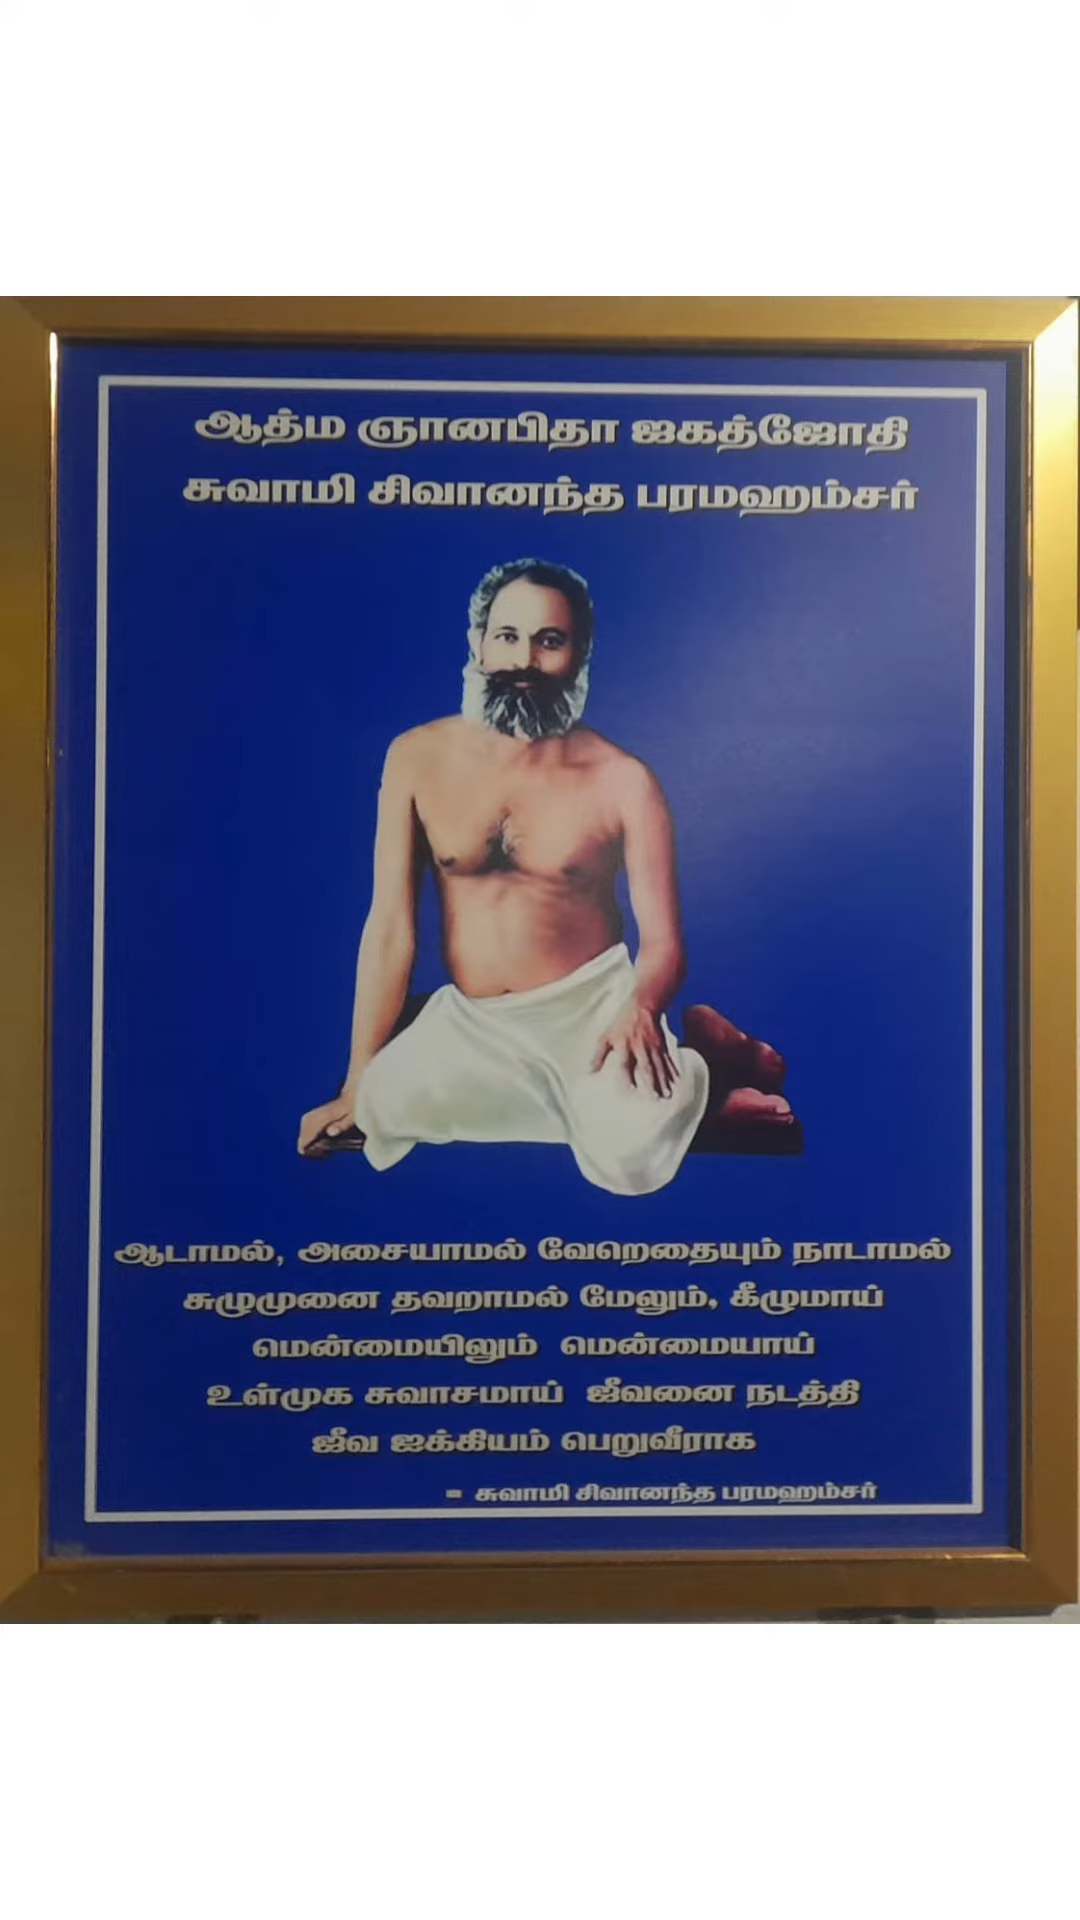 ஆத்ம ஞானபிதா ஜகத்ஜோதி
சுவாமி சிவானந்த பரமஹம்சர்
ஆடாமல், அசையாமல் வேறெதையும் நாடாமல்
சுழுமுனை தவறாமல் மேலும், கீழுமாய்
மென்மையிலும் மென்மையாய்
உள்முக சுவாசமாய் ஜீவனை நடத்தி
ஜீவ ஐக்கியம் பெறுவீராக
- சுவாமி சிவானந்த பரமஹம்சர்